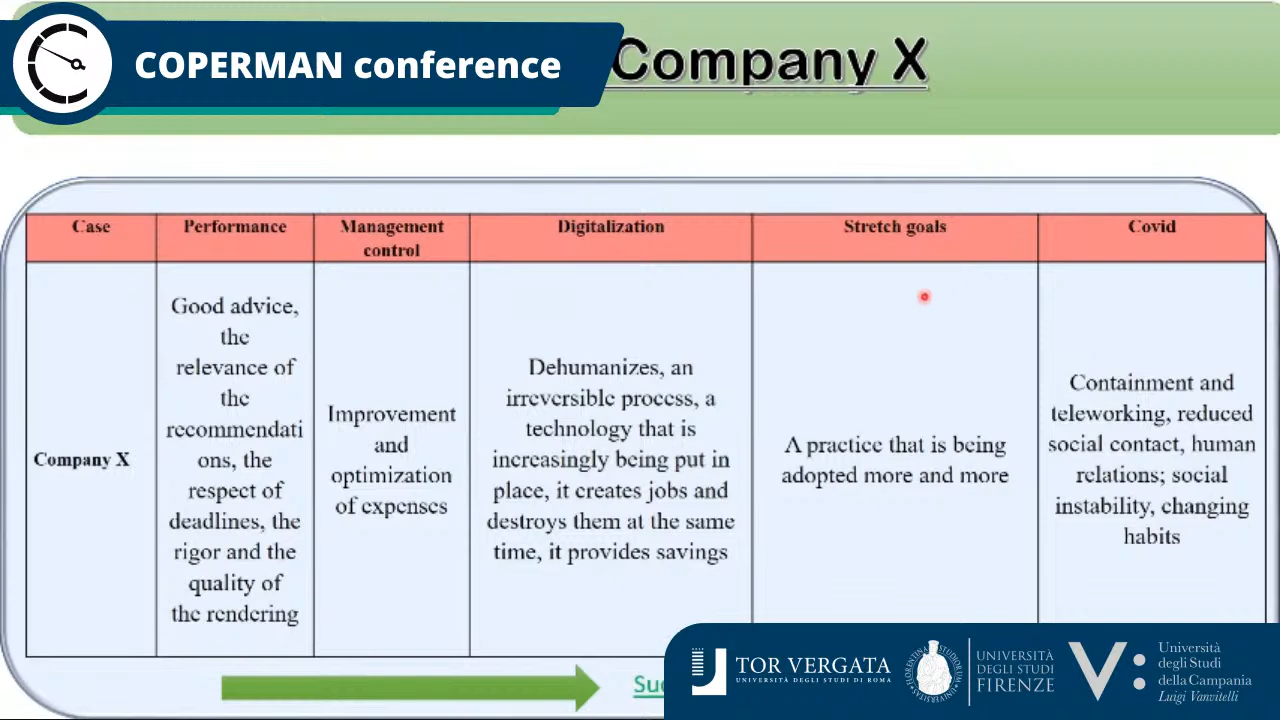 COPERMAN conference
Company X
Case
Performance
Management
control
Digitalization
Stretch goals
Covid
Company X
Good advice,
the
relevance of
the
recommendati
ons, the
respect of
deadlines, the
rigor and the
quality of
the rendering
Improvement
and
optimization
of expenses
Dehumanizes, an
irreversible process, a
technology that is
increasingly being put in
place, it creates jobs and
destroys them at the same
time, it provides savings
A practice that is being
adopted more and more
Containment and
teleworking, reduced
social contact, human
relations; social
instability, changing
habits
TOR VERGATA
UNIVERSITÀ DEGLI STUDI DI ROMA
UNIVERSITÀ
DEGLI STUDI
FIRENZE
V:
Università
degli Studi
della Campania
Luigi Vanvitelli